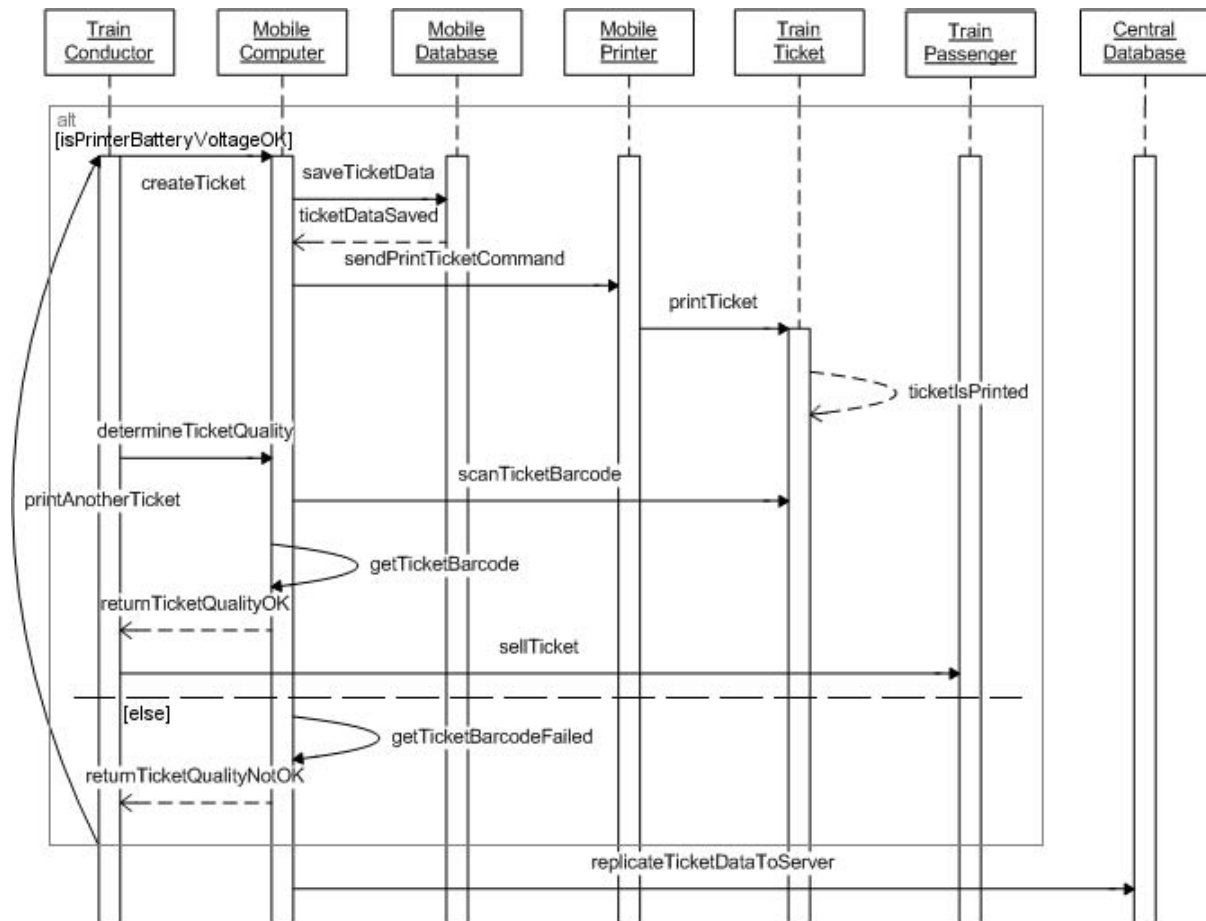 Train
Conductor
Mobile
Computer
Mobile
Database
Mobile
Printer
Train
Ticket
Train
Passenger
Central
Database
alt
[isPrinterBatteryVoltageOK]
createTicket
saveTicketData
ticketDataSaved
sendPrintTicketCommand
printTicket
ticketIsPrinted
determineTicketQuality
scanTicketBarcode
printAnotherTicket
getTicketBarcode
returnTicketQualityOK
sellTicket
[else]
getTicketBarcodeFailed
returnTicketQualityNotOK
replicateTicketDataToServer